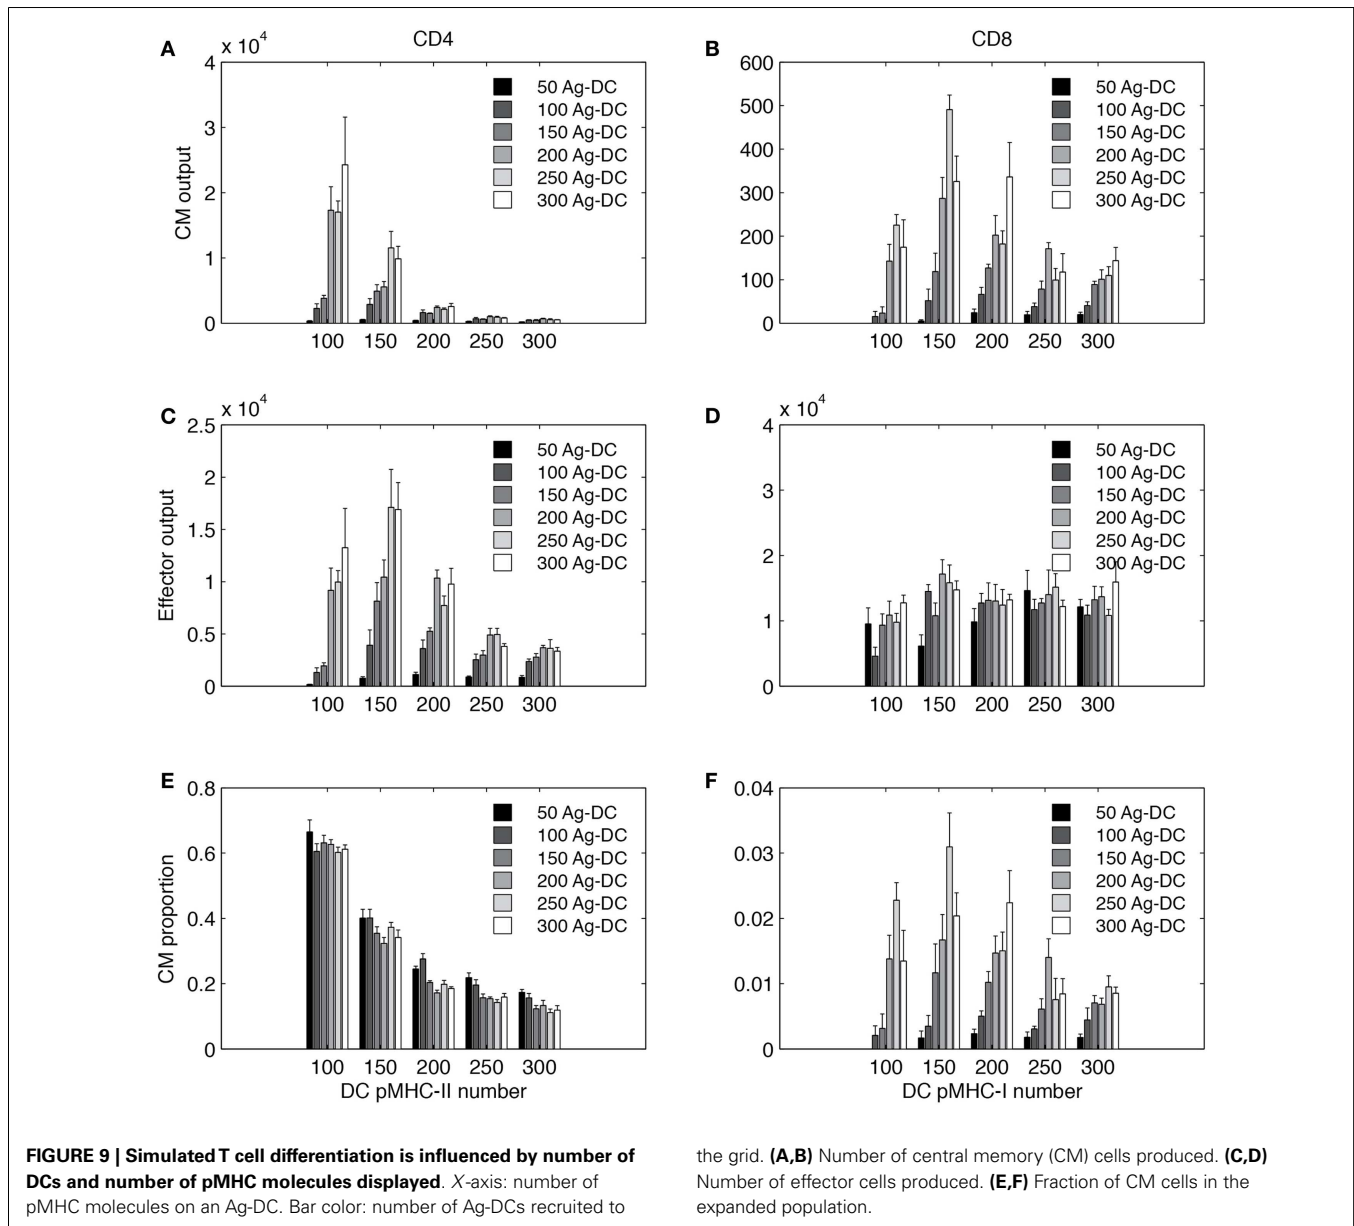 A
x 10⁴
CD4
4
3
2
1
0
CM output
50 Ag-DC
100 Ag-DC
150 Ag-DC
200 Ag-DC
250 Ag-DC
300 Ag-DC
100 150 200 250 300
B
CD8
600
500
400
300
200
100
0
50 Ag-DC
100 Ag-DC
150 Ag-DC
200 Ag-DC
250 Ag-DC
300 Ag-DC
100 150 200 250 300
C
x 10⁴
2.5
2
1.5
1
0.5
0
Effector output
50 Ag-DC
100 Ag-DC
150 Ag-DC
200 Ag-DC
250 Ag-DC
300 Ag-DC
100 150 200 250 300
D
x 10⁴
4
3
2
1
0
50 Ag-DC
100 Ag-DC
150 Ag-DC
200 Ag-DC
250 Ag-DC
300 Ag-DC
100 150 200 250 300
E
0.8
0.6
0.4
0.2
0
CM proportion
50 Ag-DC
100 Ag-DC
150 Ag-DC
200 Ag-DC
250 Ag-DC
300 Ag-DC
100 150 200 250 300
DC pMHC-II number
F
0.04
0.03
0.02
0.01
0
50 Ag-DC
100 Ag-DC
150 Ag-DC
200 Ag-DC
250 Ag-DC
300 Ag-DC
100 150 200 250 300
DC pMHC-I number
FIGURE 9 | Simulated T cell differentiation is influenced by number of
DCs and number of pMHC molecules displayed. X-axis: number of
pMHC molecules on an Ag-DC. Bar color: number of Ag-DCs recruited to
the grid. (A,B) Number of central memory (CM) cells produced. (C,D)
Number of effector cells produced. (E,F) Fraction of CM cells in the
expanded population.